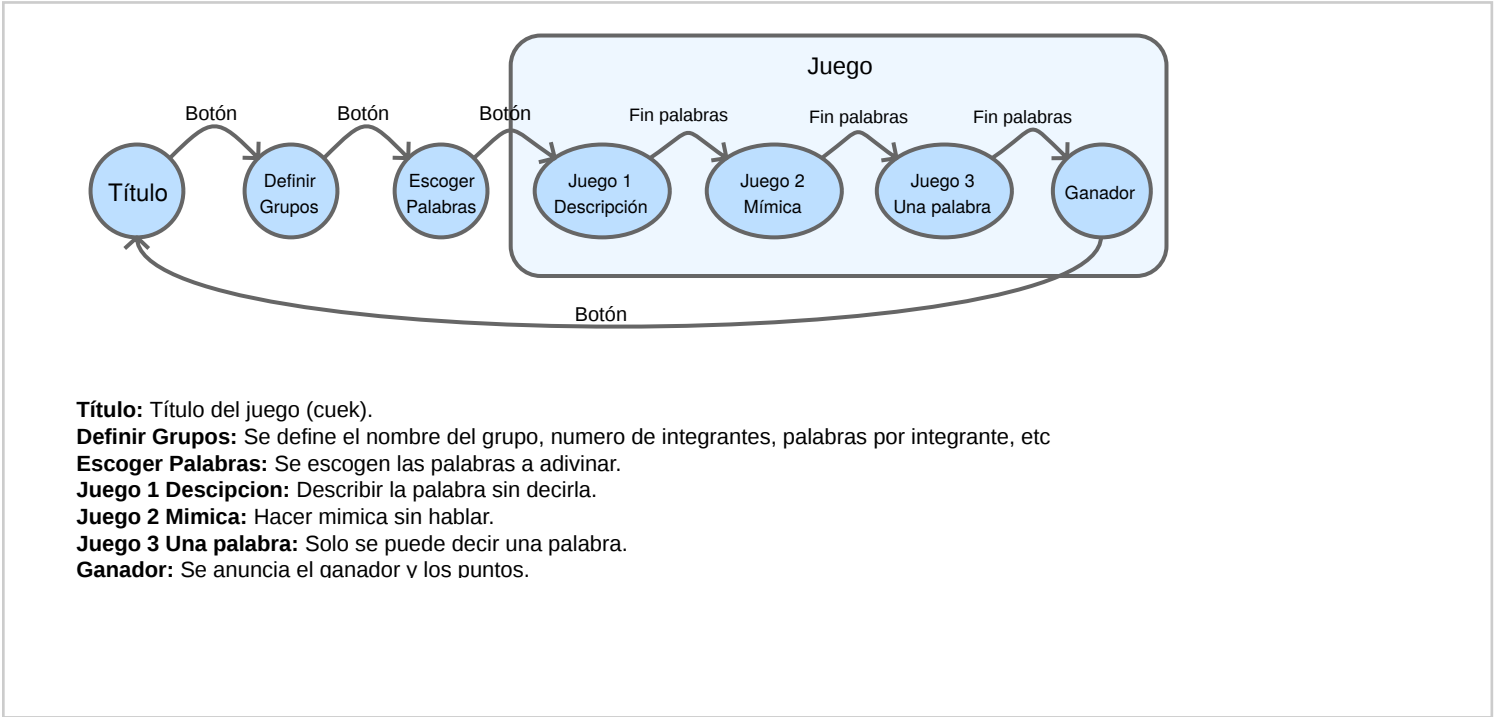 Juego
Botón
Botón
Botón
Fin palabras
Fin palabras
Fin palabras
Título
Definir
Grupos
Escoger
Palabras
Juego 1
Descripción
Juego 2
Mímica
Juego 3
Una palabra
Ganador
Botón
Título: Título del juego (cuek).
Definir Grupos: Se define el nombre del grupo, numero de integrantes, palabras por integrante, etc
Escoger Palabras: Se escogen las palabras a adivinar.
Juego 1 Descipcion: Describir la palabra sin decirla.
Juego 2 Mimica: Hacer mimica sin hablar.
Juego 3 Una palabra: Solo se puede decir una palabra.
Ganador: Se anuncia el ganador y los puntos.